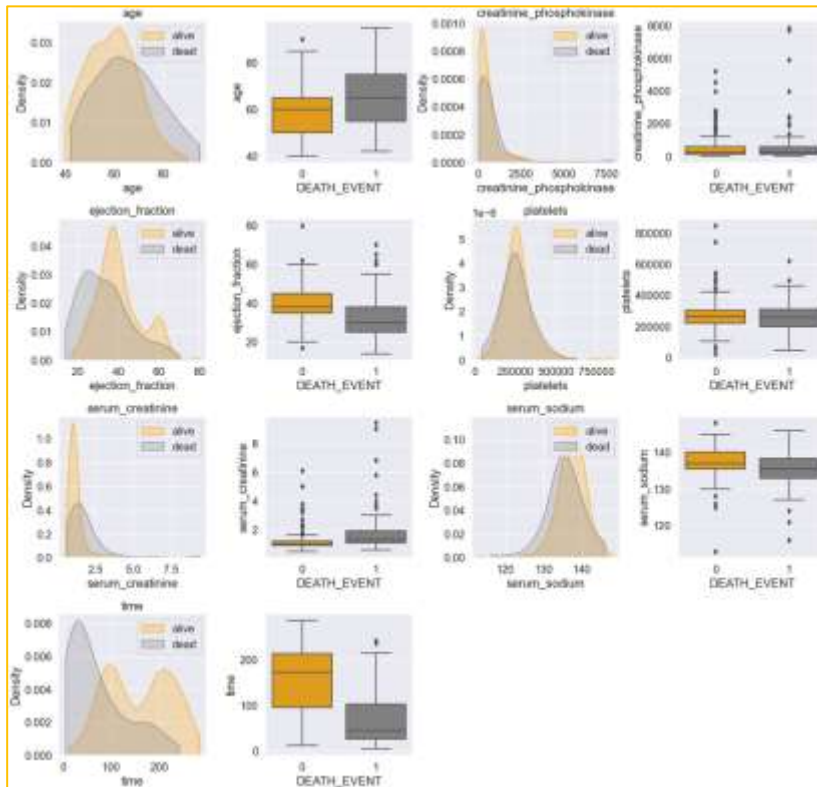 age
0.03
0.02
0.01
0.00
Density
alive
dead
40 60 80
age
80
60
40
age
0 1
DEATH_EVENT
creatinine_phosphokinase
0.0010
0.0008
0.0006
0.0004
0.0002
0.0000
Density
alive
dead
0 2500 5000 7500
creatinine_phosphokinase
8000
6000
4000
2000
0
creatinine_phosphokinase
0 1
DEATH_EVENT
ejection_fraction
0.04
0.03
0.02
0.01
0.00
Density
alive
dead
20 40 60 80
ejection_fraction
80
60
40
20
ejection_fraction
0 1
DEATH_EVENT
platelets
5
4
3
2
1
0
Density
alive
dead
0 250000 500000 750000
platelets
800000
600000
400000
200000
0
platelets
0 1
DEATH_EVENT
serum_creatinine
1.0
0.5
0.0
Density
alive
dead
2.5 5.0 7.5
serum_creatinine
8
6
4
2
serum_creatinine
0 1
DEATH_EVENT
serum_sodium
0.10
0.08
0.06
0.04
0.02
0.00
Density
alive
dead
120 130 140
serum_sodium
140
130
120
serum_sodium
0 1
DEATH_EVENT
time
0.008
0.006
0.004
0.002
0.000
Density
alive
dead
0 100 200
time
200
100
0
time
0 1
DEATH_EVENT